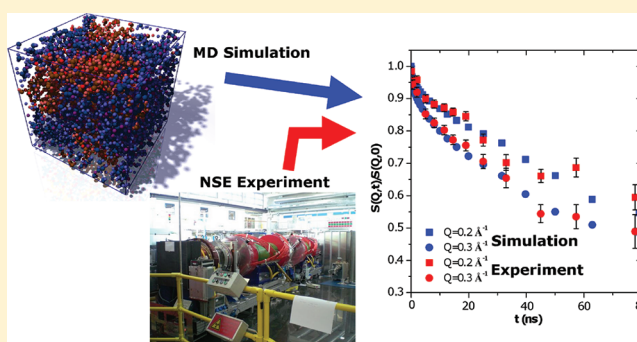 MD Simulation
NSE Experiment
S(Q,t)/S(Q,0)
1.0
0.9
0.8
0.7
0.6
0.5
0.4
0.3
Q=0.2 Å⁻¹
Q=0.3 Å⁻¹
Simulation
Q=0.2 Å⁻¹
Q=0.3 Å⁻¹
Experiment
0 20 40 60
t (ns)